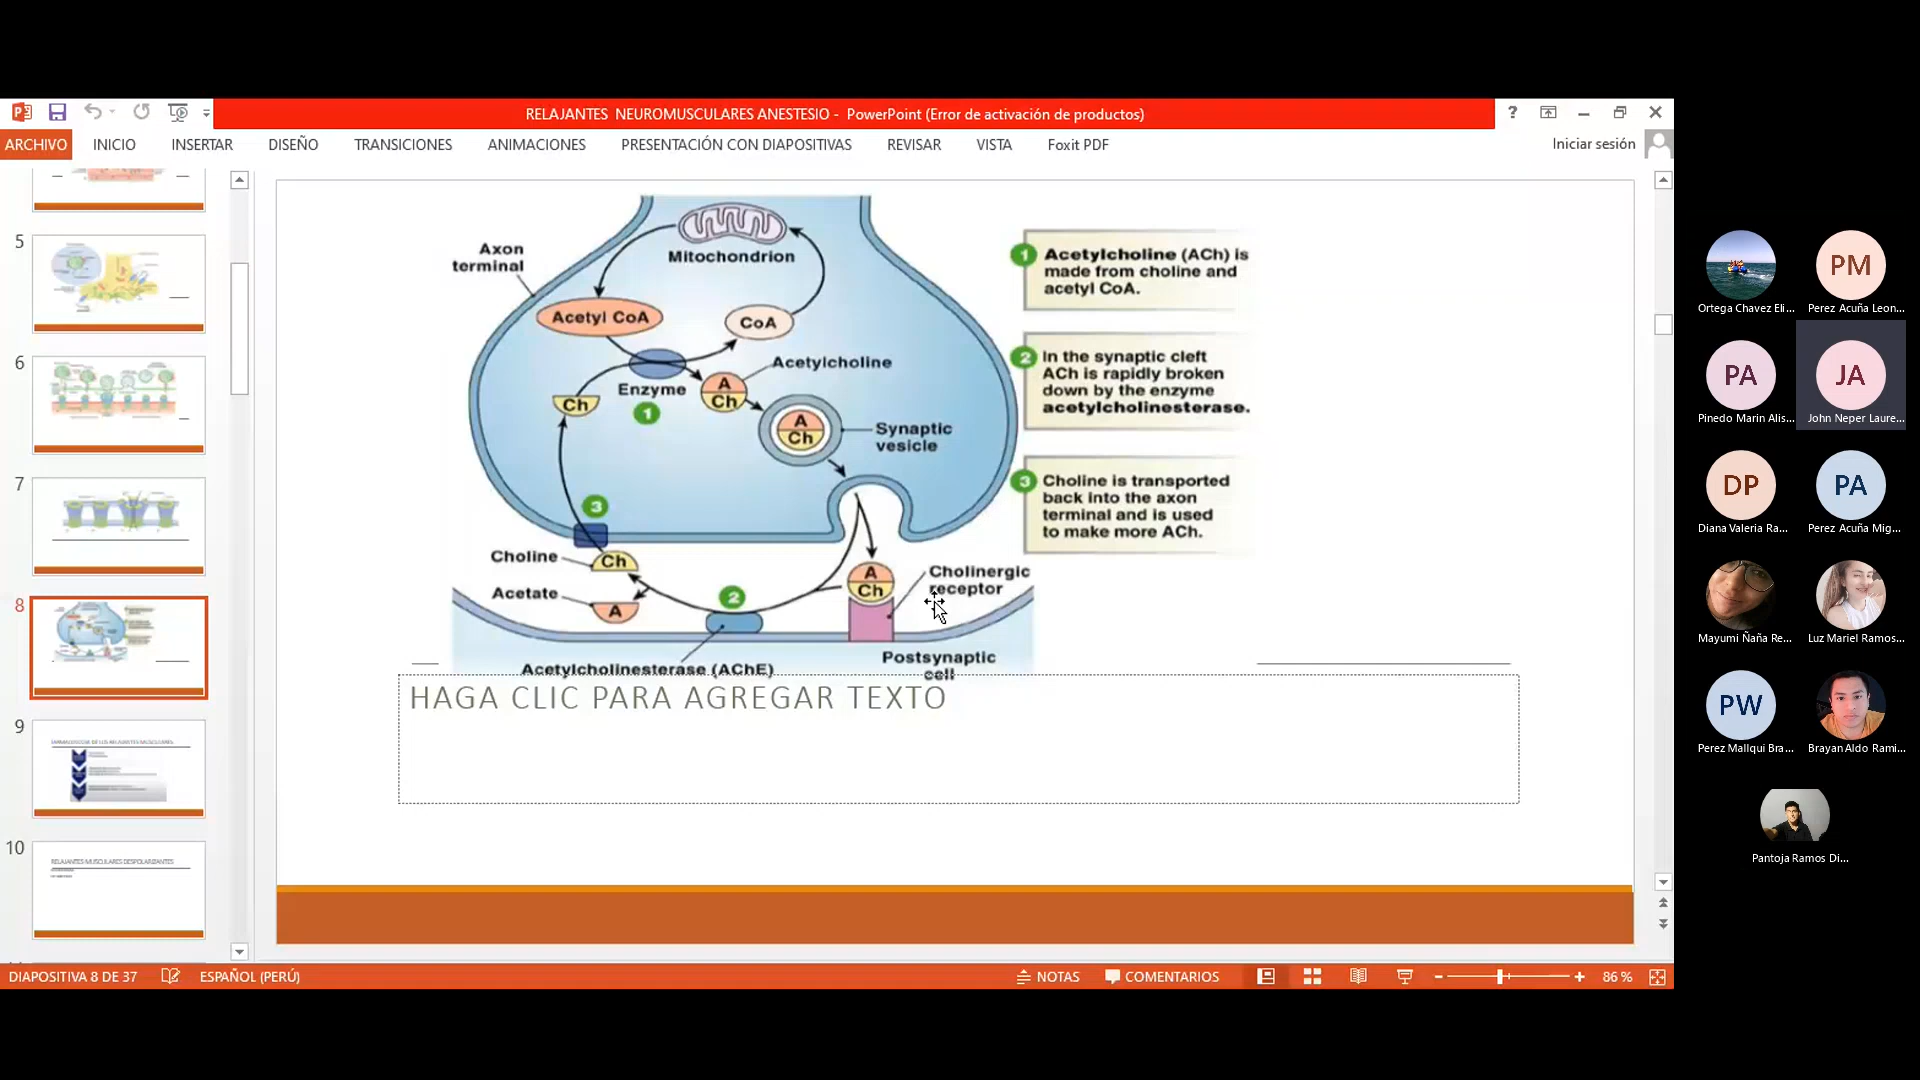 RELAJANTES NEUROMUSCULARES ANESTESIO - PowerPoint (Error de activación de productos)
?
ARCHIVO INICIO INSERTAR DISEÑO TRANSICIONES ANIMACIONES PRESENTACIÓN CON DIAPOSITIVAS REVISAR VISTA Foxit PDF Iniciar sesión
5
6
7
8
9
10
RELAJANTES MUSCULARES DESPOLARIZANTES
Axon
terminal
Mitochondrion
Acetyl CoA
CoA
Acetylcholine
Enzyme
1
Ch
A
Ch
A
Ch
Synaptic
vesicle
3
Choline
Ch
Acetate
A
2
A
Ch
Cholinergic
receptor
Acetylcholinesterase (AChE)
Postsynaptic
cell
1 Acetylcholine (ACh) is
made from choline and
acetyl CoA.
2 In the synaptic cleft
ACh is rapidly broken
down by the enzyme
acetylcholinesterase.
3 Choline is transported
back into the axon
terminal and is used
to make more ACh.
HAGA CLIC PARA AGREGAR TEXTO
DIAPOSITIVA 8 DE 37 ESPAÑOL (PERÚ) NOTAS COMENTARIOS 86 %
Ortega Chavez Eli...
PM
Perez Acuña Leon...
PA
Pinedo Marin Alis...
JA
John Neper Laure...
DP
Diana Valeria Ra...
PA
Perez Acuña Mig...
Mayumi Ñaña Re...
Luz Mariel Ramos...
PW
Perez Mallqui Bra...
Brayan Aldo Rami...
Pantoja Ramos Di...